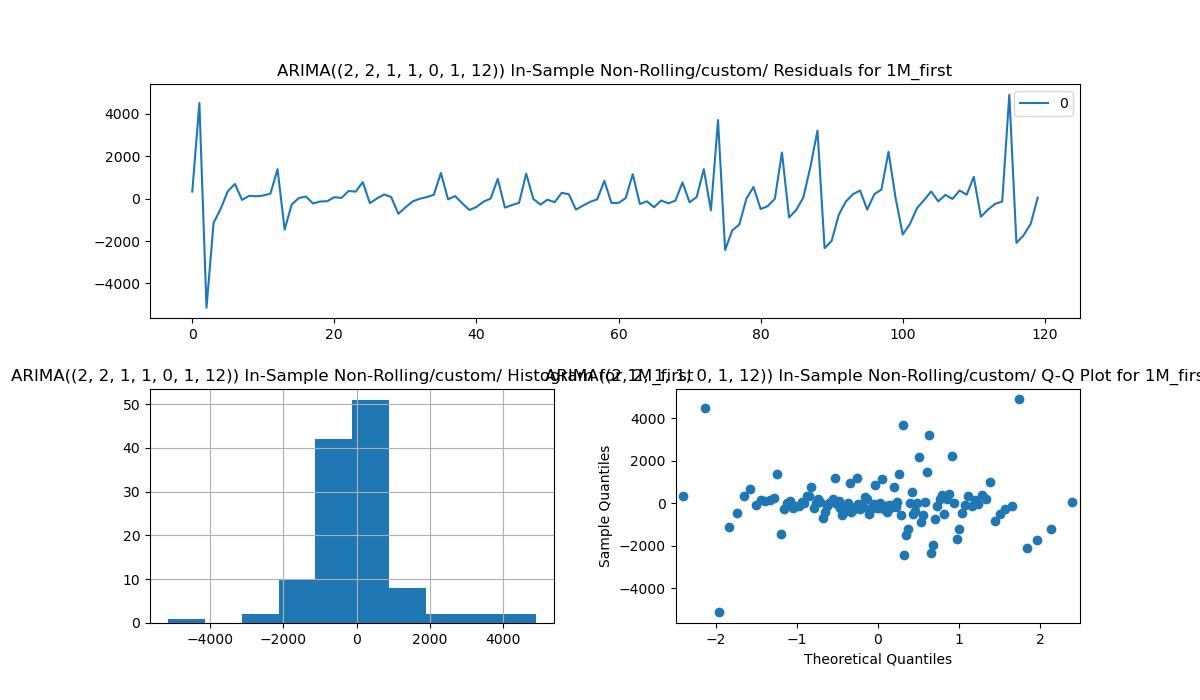 ARIMA((2, 2, 1, 1, 0, 1, 12)) In-Sample Non-Rolling/custom/ Residuals for 1M_first
0
4000
2000
0
−2000
−4000
0 20 40 60 80 100 120
ARIMA((2, 2, 1, 1, 0, 1, 12)) In-Sample Non-Rolling/custom/ Histogram for 1M_first
50
40
30
20
10
0
−4000 −2000 0 2000 4000
ARIMA((2, 2, 1, 1, 0, 1, 12)) In-Sample Non-Rolling/custom/ Q-Q Plot for 1M_firs
Sample Quantiles
4000
2000
0
−2000
−4000
−2 −1 0 1 2
Theoretical Quantiles